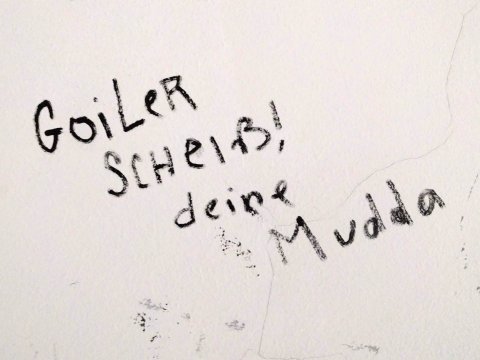 GOiLeR
SCHeIß!
deine
Mudda